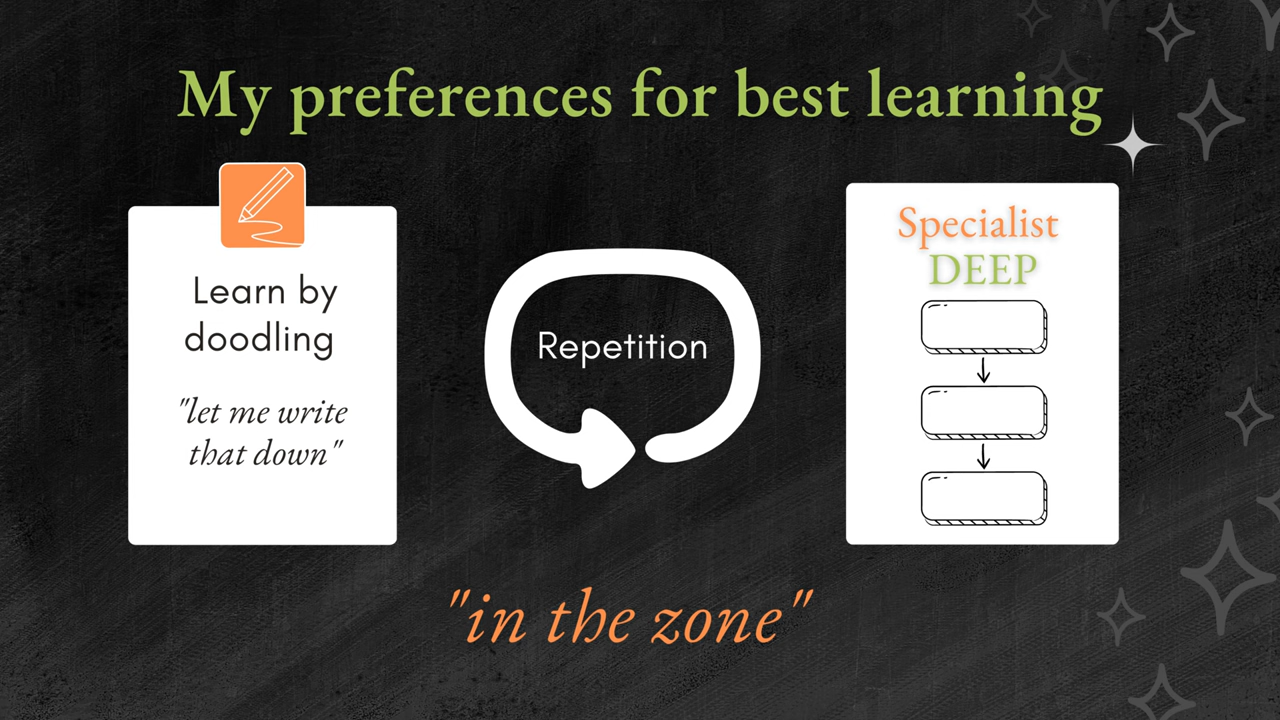 My preferences for best learning
Learn by
doodling
"let me write
that down"
Repetition
Specialist
DEEP
"in the zone"